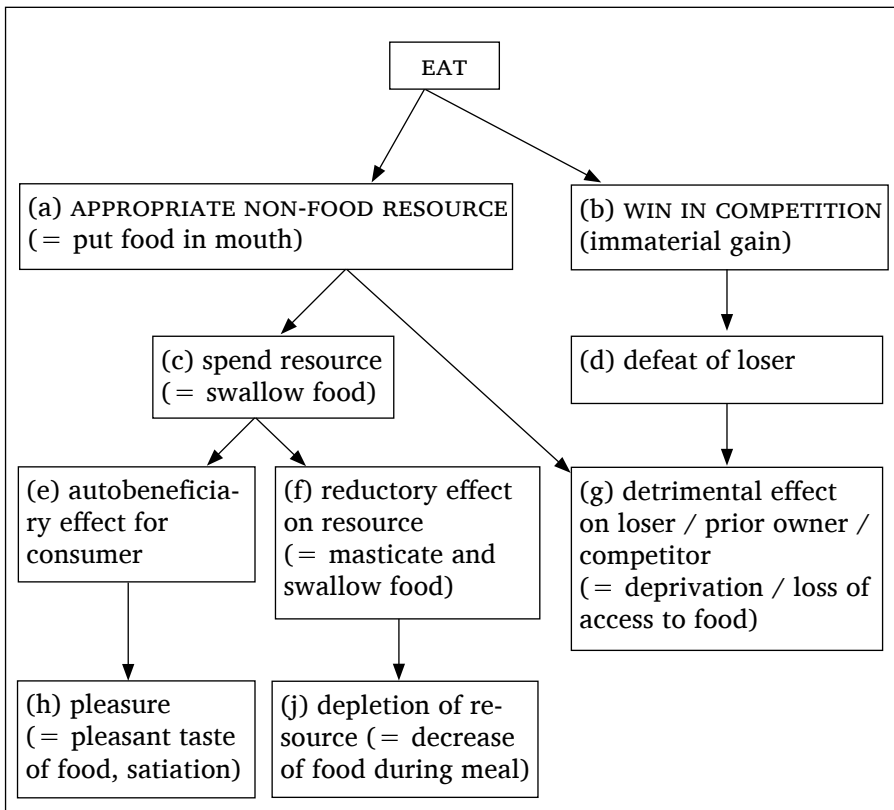 EAT
(a) APPROPRIATE NON-FOOD RESOURCE
(= put food in mouth)
(b) WIN IN COMPETITION
(immaterial gain)
(c) spend resource
(= swallow food)
(d) defeat of loser
(e) autobeneficia-
ry effect for
consumer
(f) reductory effect
on resource
(= masticate and
swallow food)
(g) detrimental effect
on loser / prior owner /
competitor
(= deprivation / loss of
access to food)
(h) pleasure
(= pleasant taste
of food, satiation)
(j) depletion of re-
source (= decrease
of food during meal)